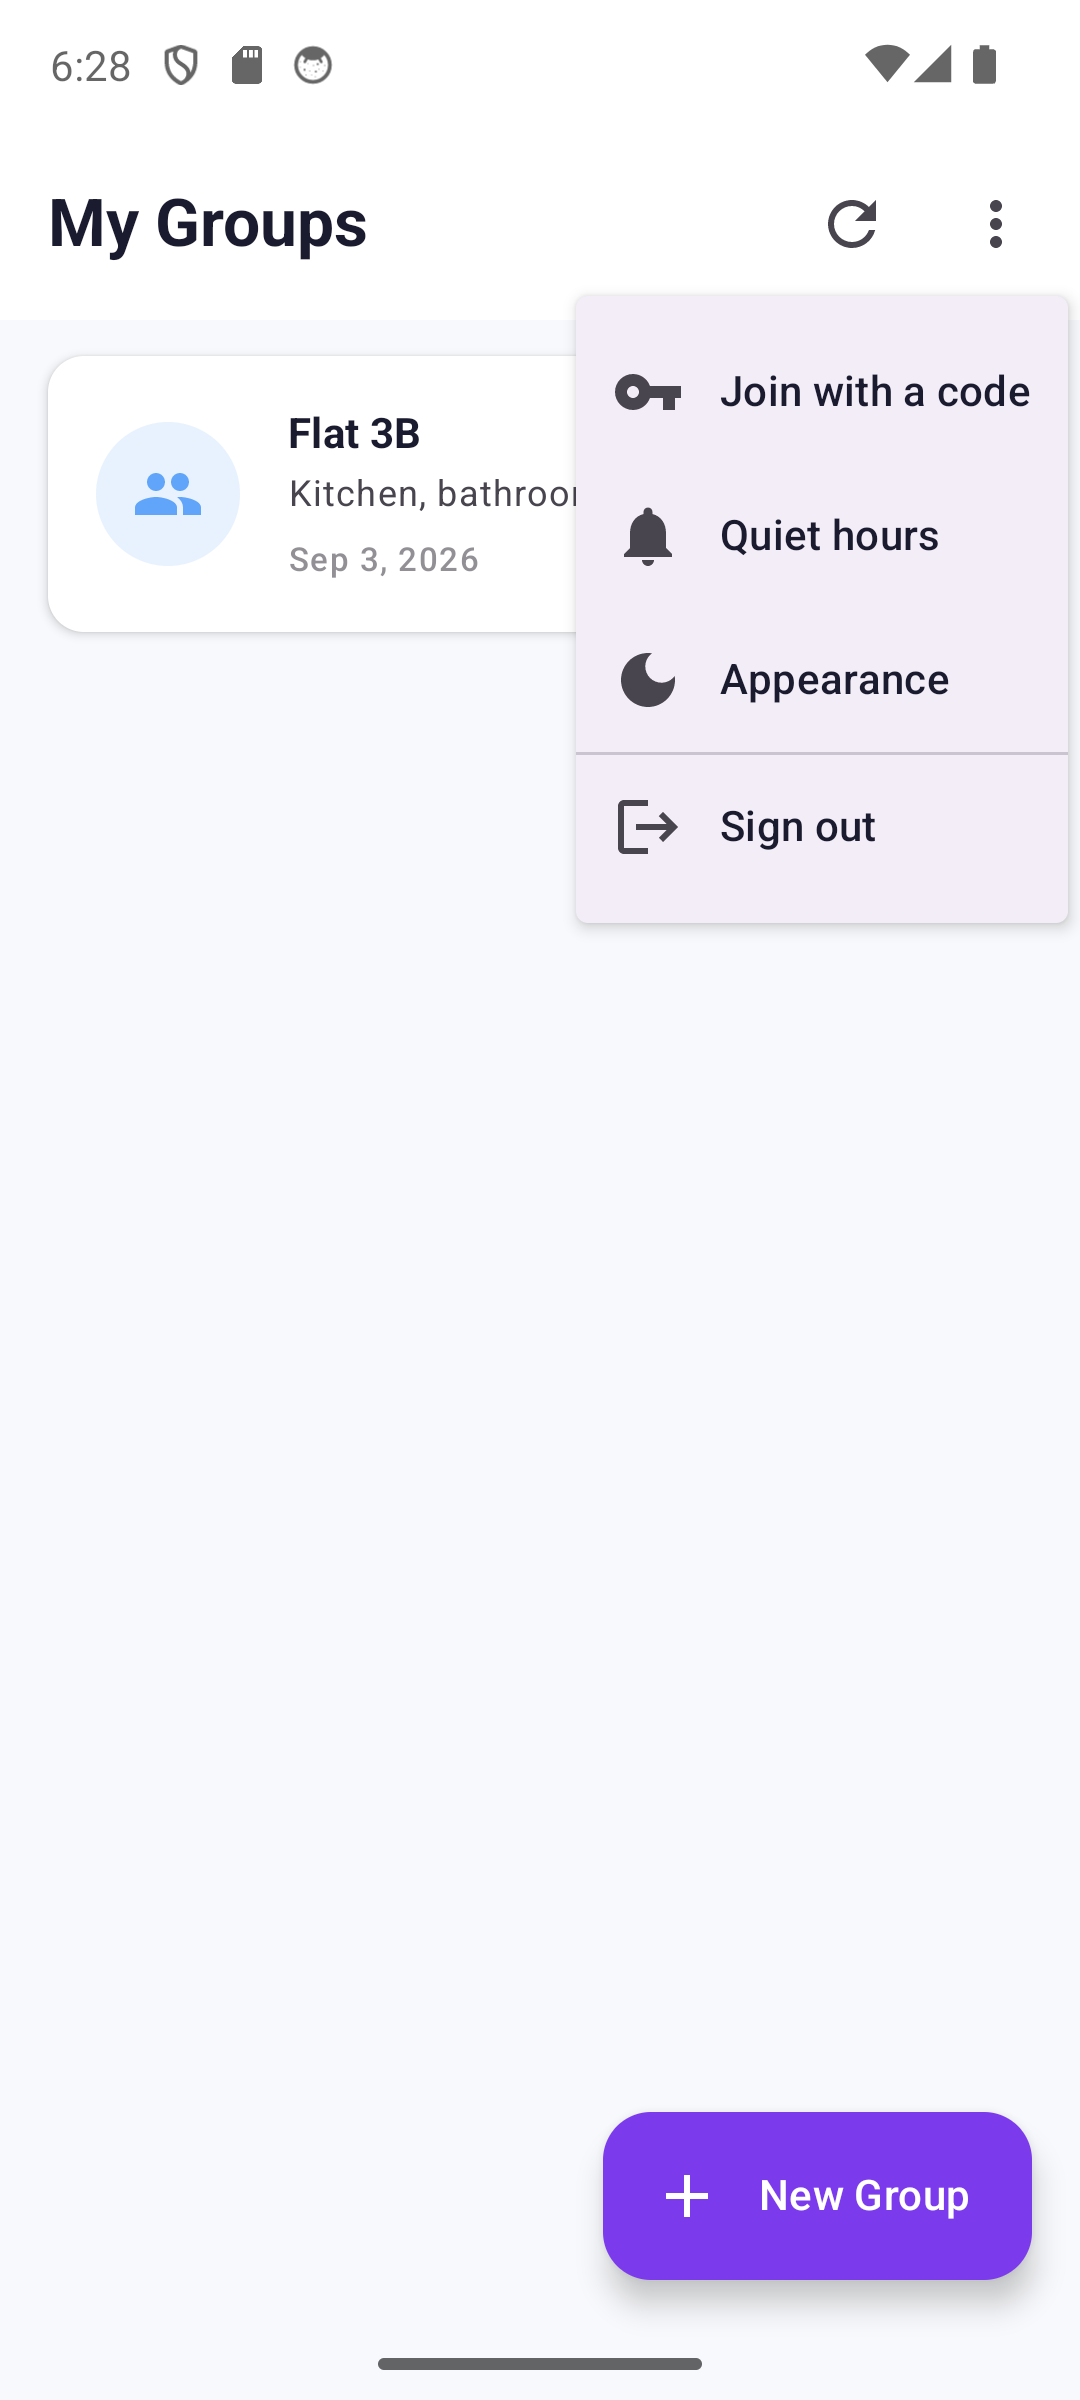 6:28
My Groups
Join with a code
Flat 3B
Kitchen,
Quiet hours
Sep 3, 2026
Appearance
Sign out
New Group